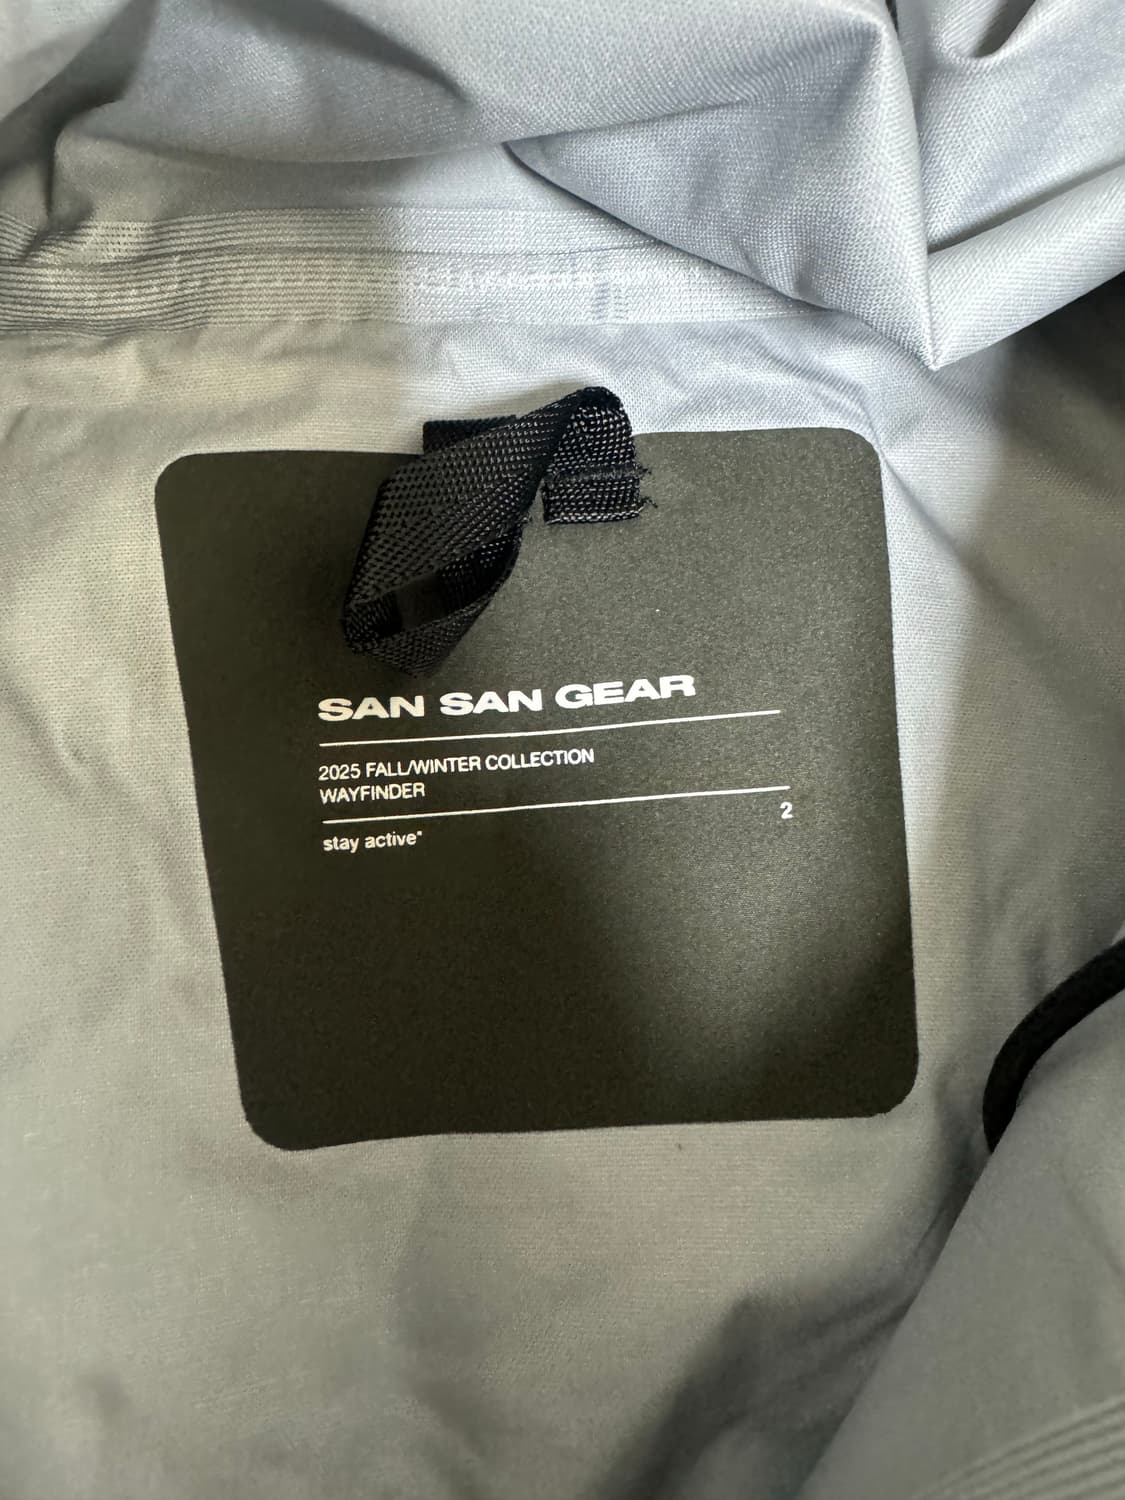 SAN SAN GEAR
2025 FALL/WINTER COLLECTION
WAYFINDER
2
stay active*